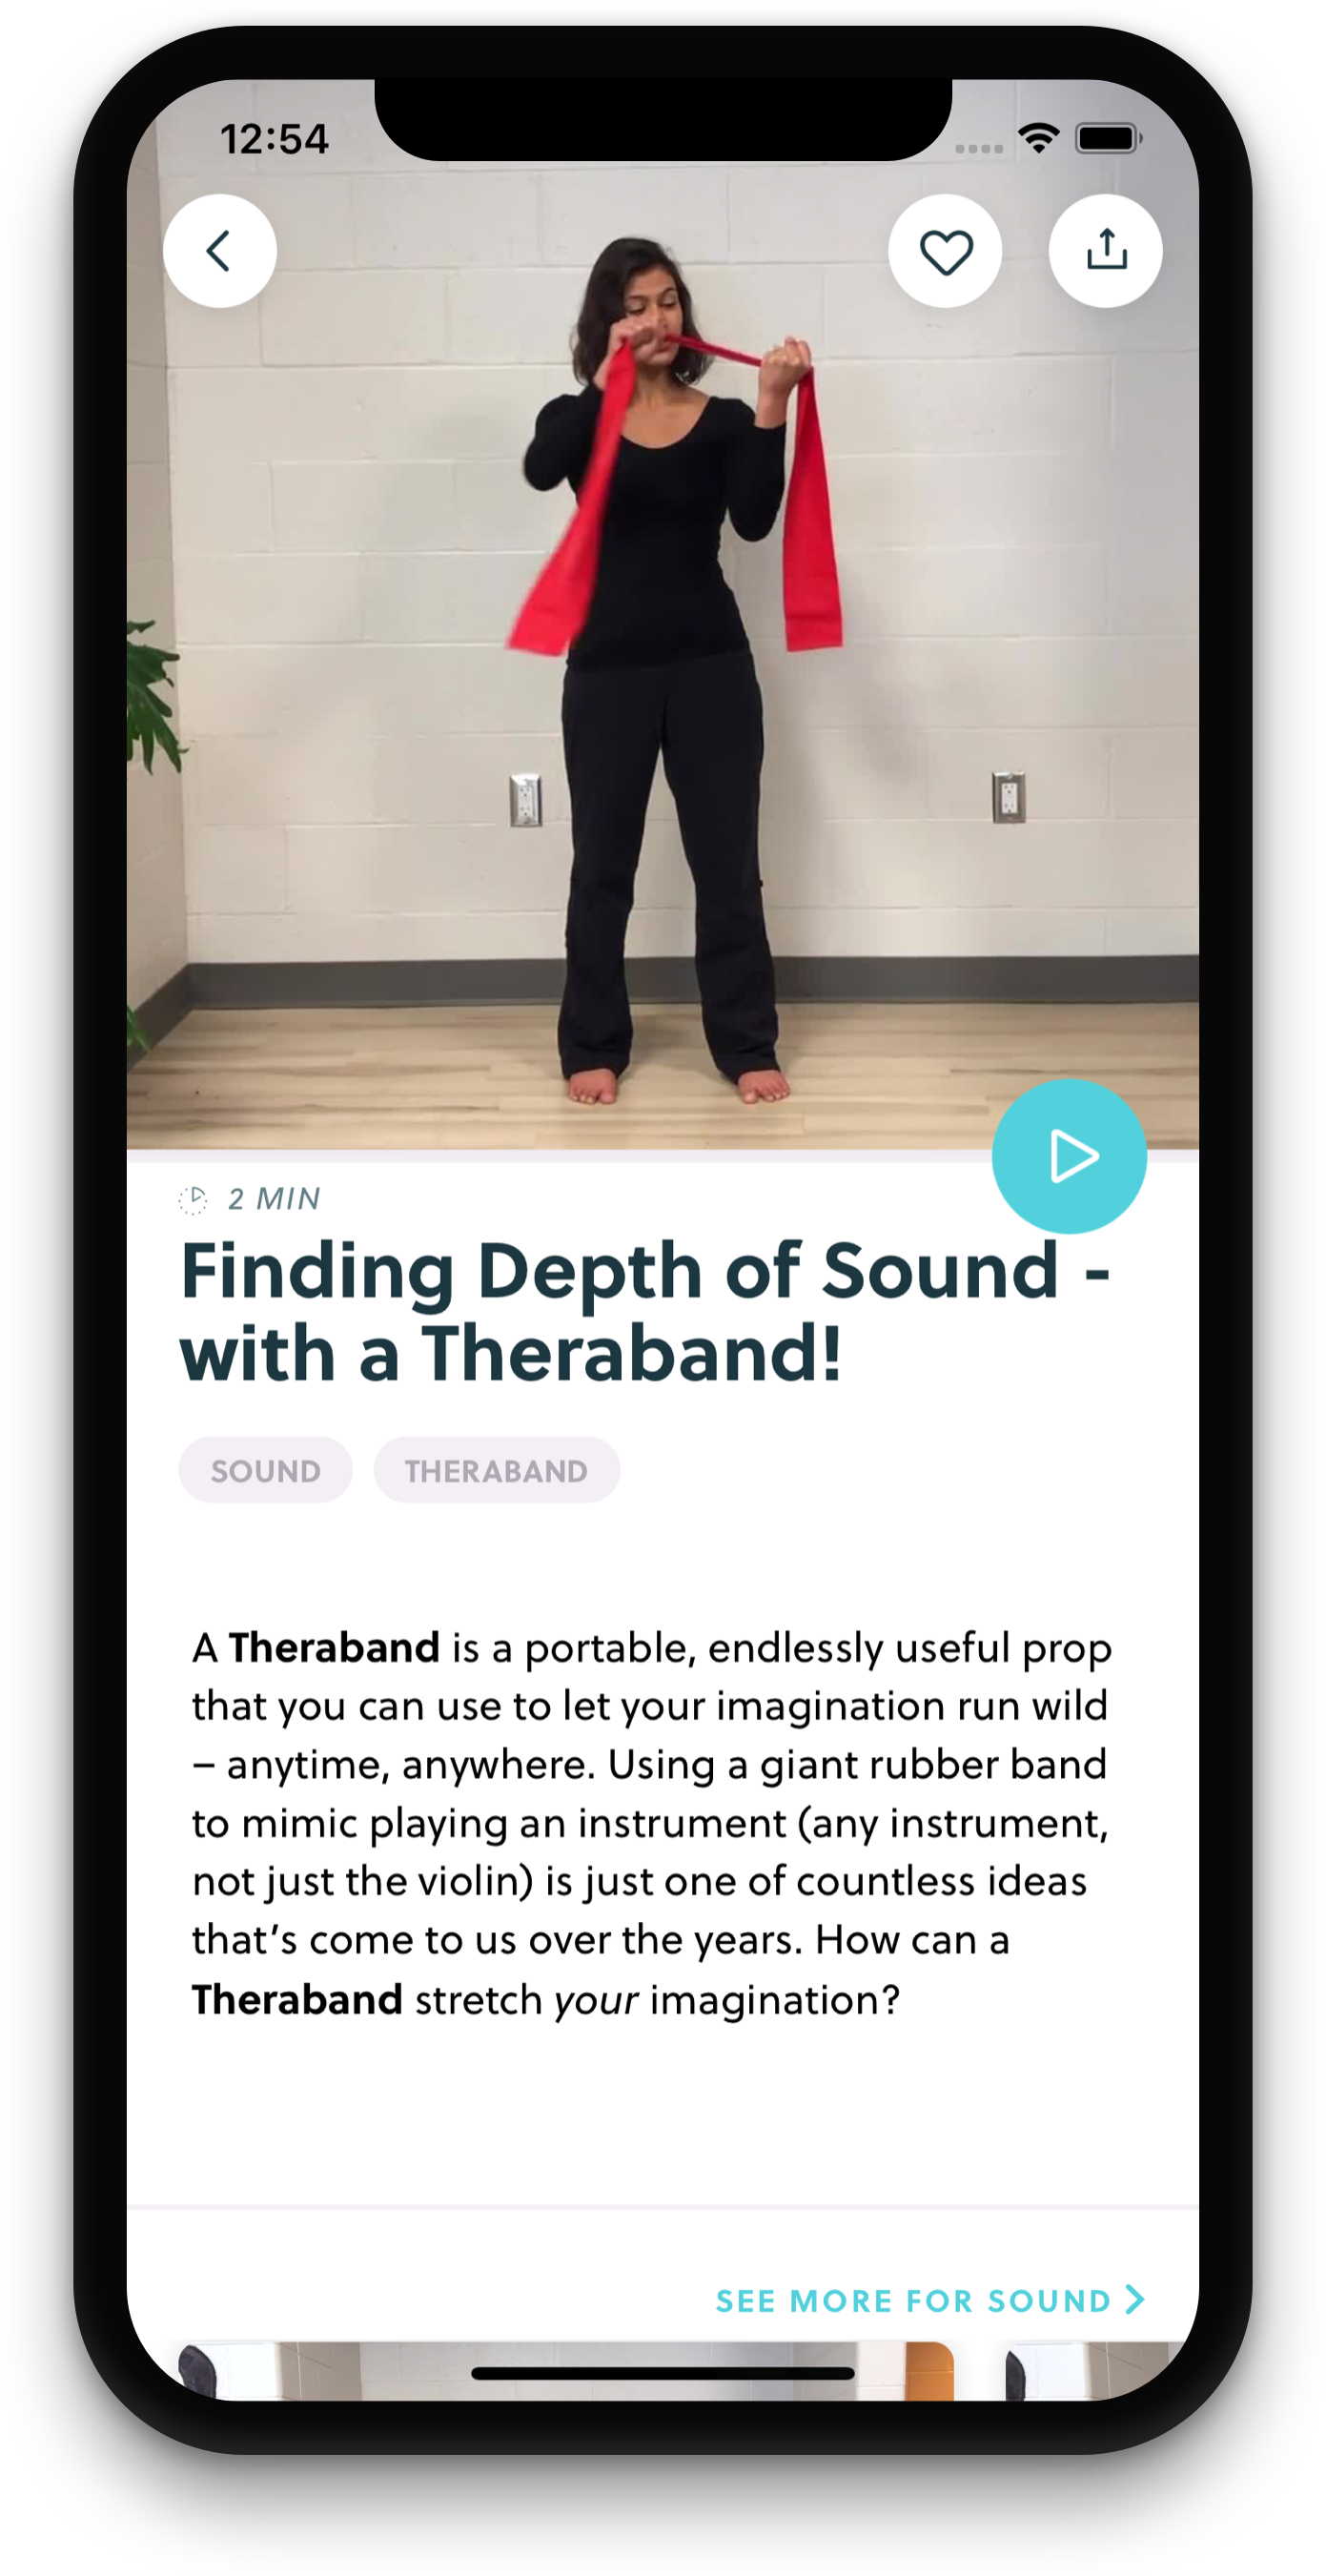 12:54
2 MIN
Finding Depth of Sound -
with a Theraband!
SOUND THERABAND
A Theraband is a portable, endlessly useful prop
that you can use to let your imagination run wild
– anytime, anywhere. Using a giant rubber band
to mimic playing an instrument (any instrument,
not just the violin) is just one of countless ideas
that’s come to us over the years. How can a
Theraband stretch your imagination?
SEE MORE FOR SOUND